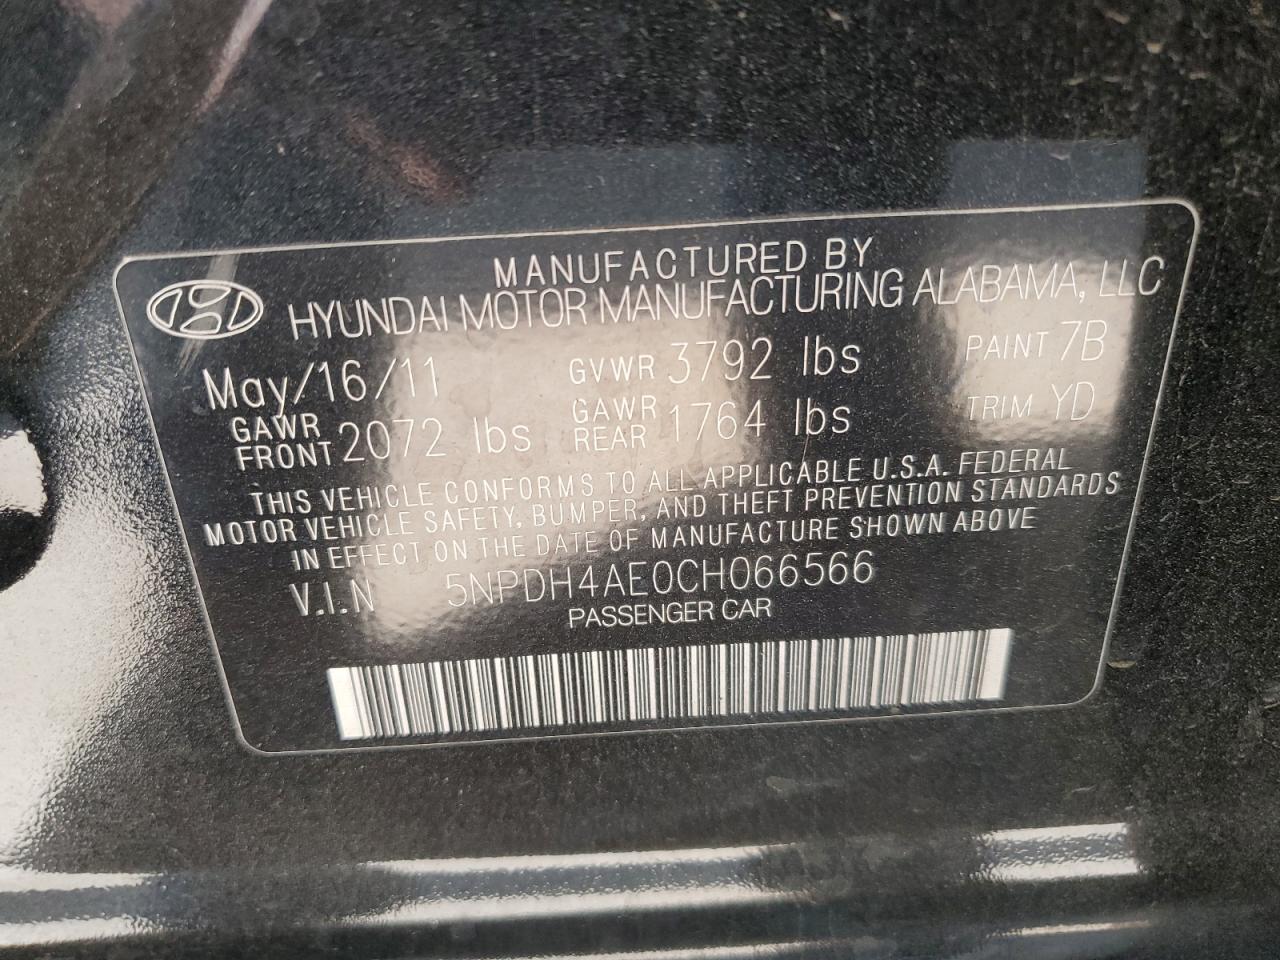 MANUFACTURED BY
HYUNDAI MOTOR MANUFACTURING ALABAMA, LLC
May/16/11 GVWR 3792 lbs PAINT 7B
GAWR FRONT 2072 lbs GAWR REAR 1764 lbs TRIM YD
THIS VEHICLE CONFORMS TO ALL APPLICABLE U.S.A. FEDERAL
MOTOR VEHICLE SAFETY, BUMPER, AND THEFT PREVENTION STANDARDS
IN EFFECT ON THE DATE OF MANUFACTURE SHOWN ABOVE
V.I.N 5NPDH4AE0CH066566
PASSENGER CAR